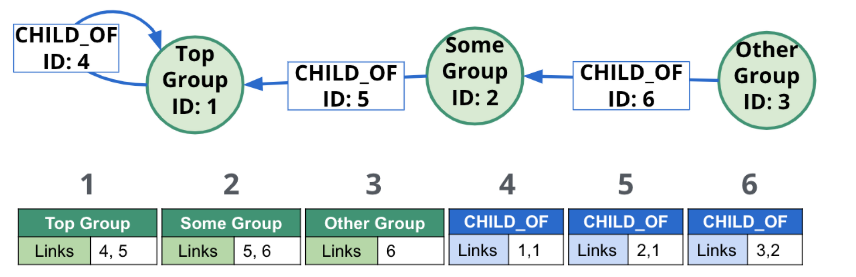 CHILD_OF
ID: 4
Top
Group
ID: 1
CHILD_OF
ID: 5
Some
Group
ID: 2
CHILD_OF
ID: 6
Other
Group
ID: 3
1 2 3 4 5 6
Top Group Some Group Other Group CHILD_OF CHILD_OF CHILD_OF
Links 4, 5 Links 5, 6 Links 6 Links 1,1 Links 2,1 Links 3,2